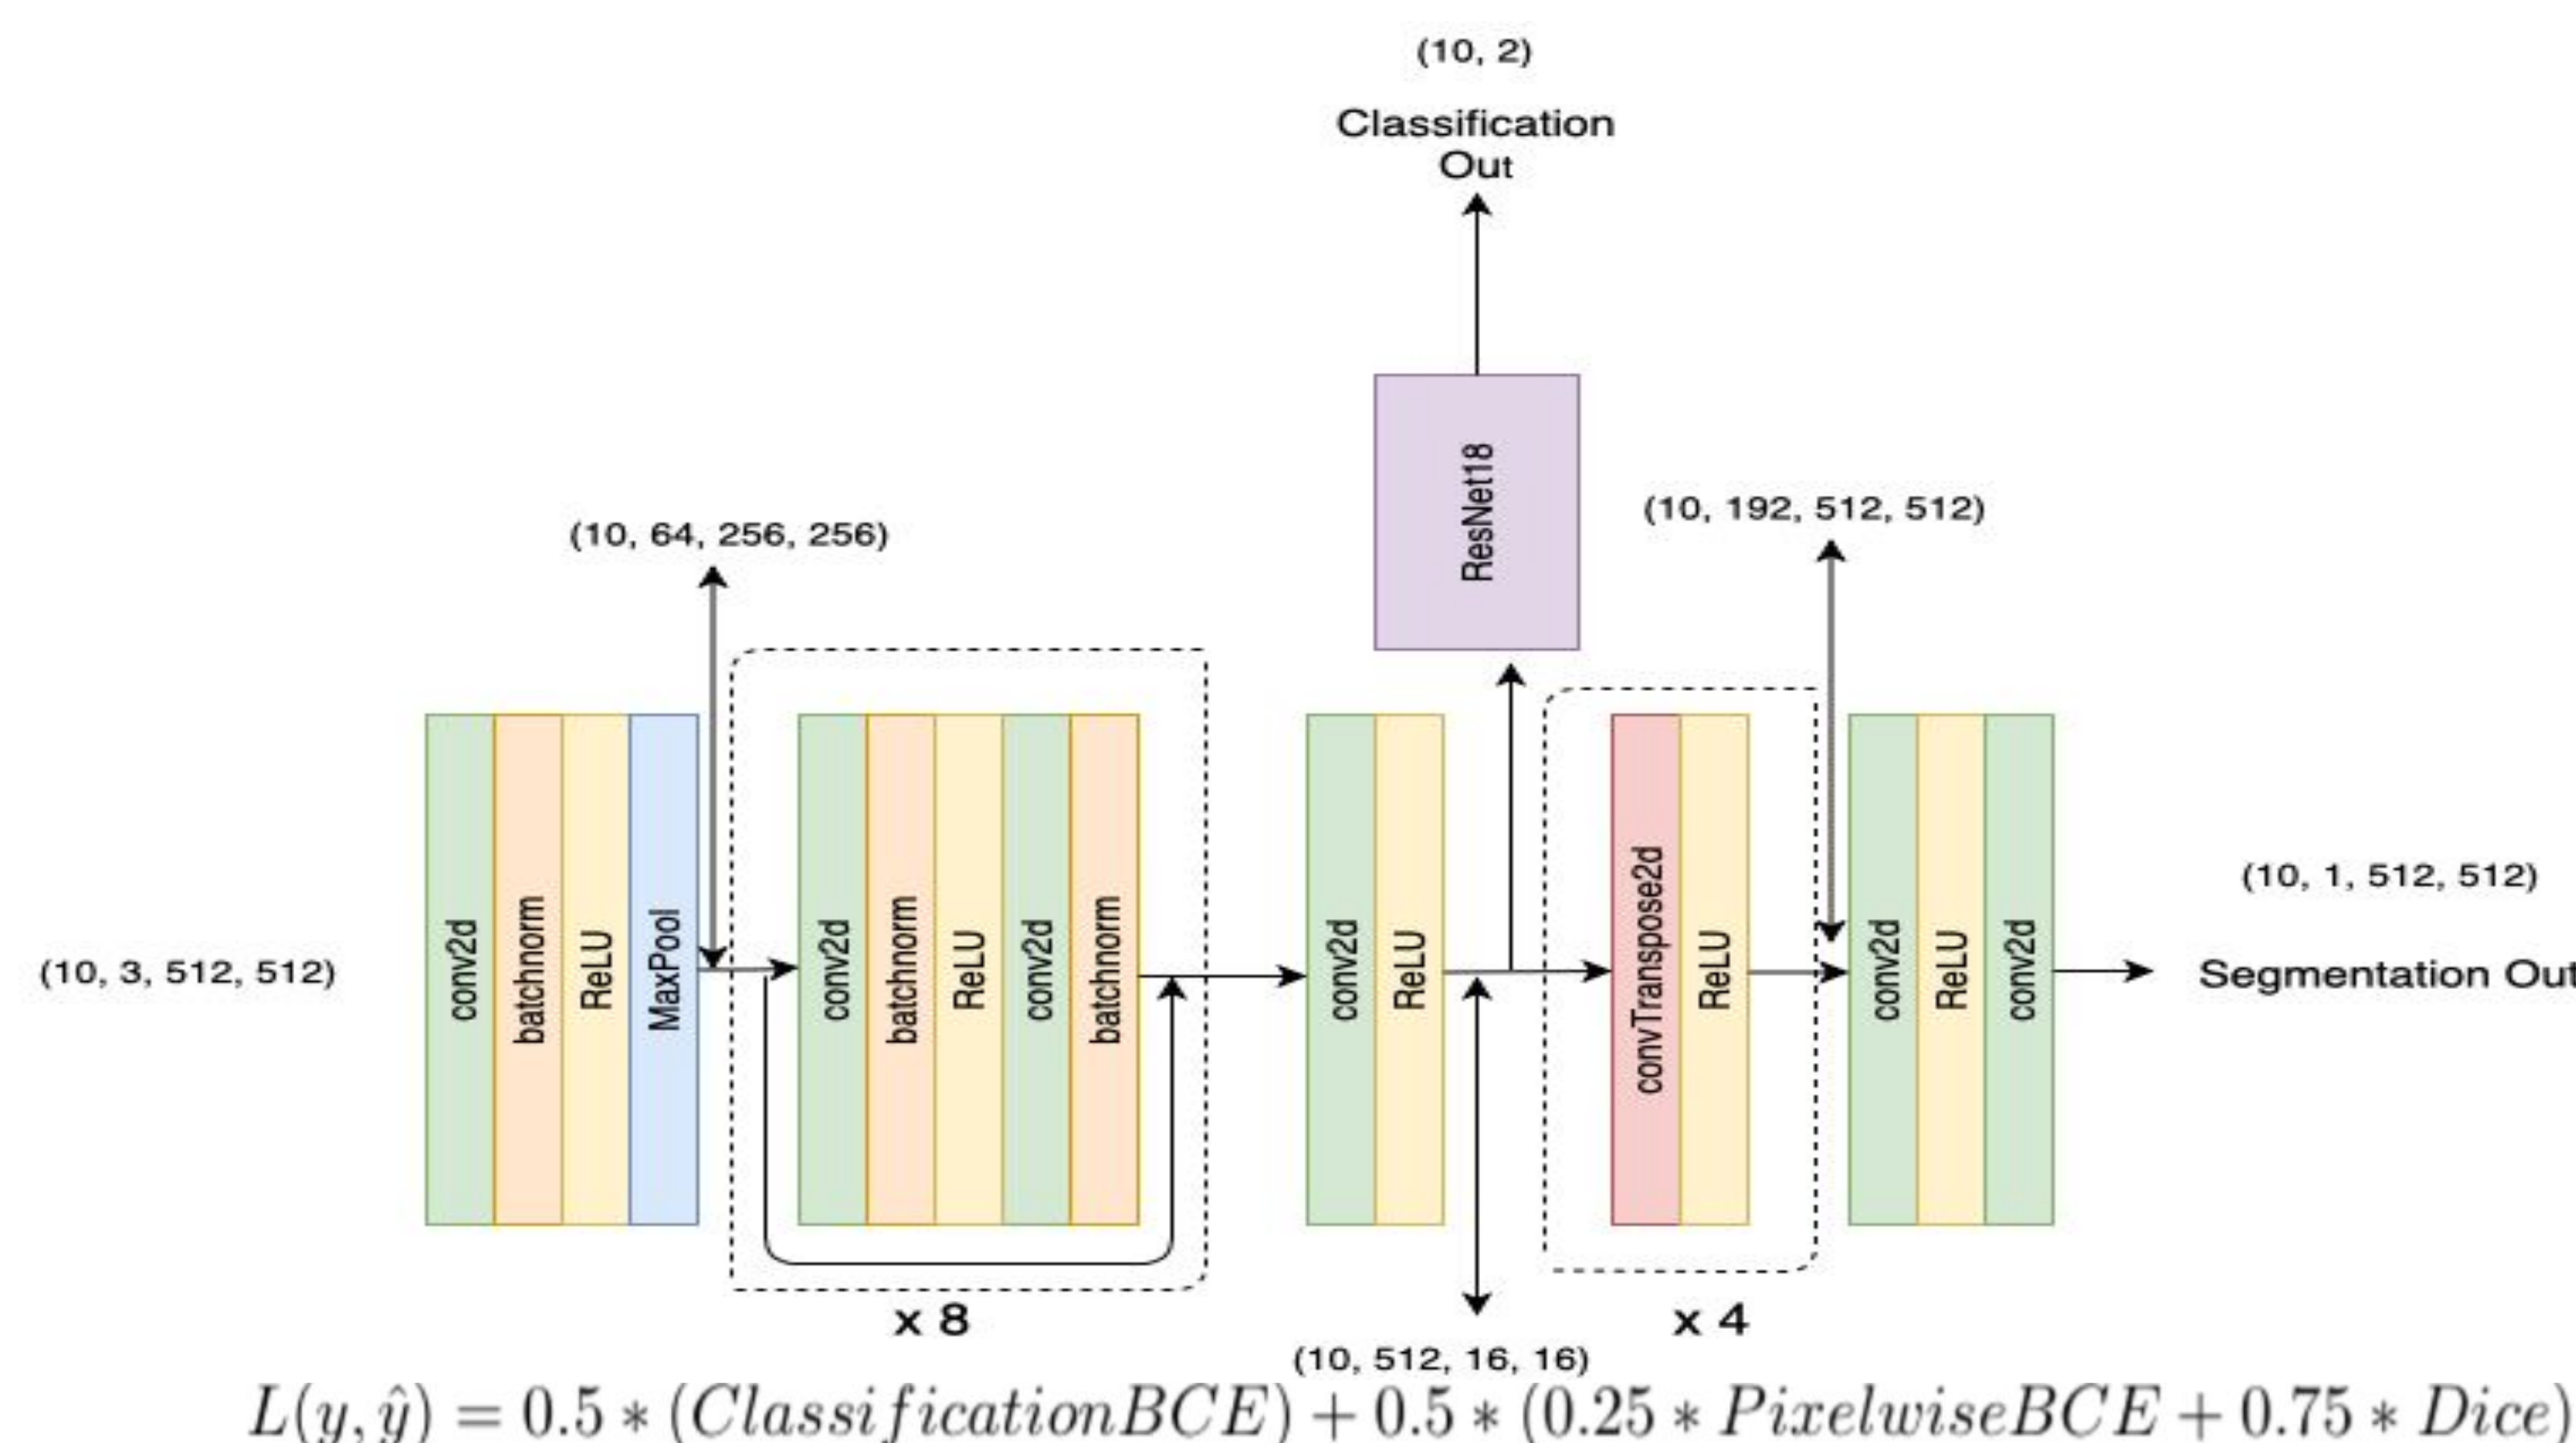 (10, 2)
Classification
Out
ResNet18
(10, 64, 256, 256)
(10, 192, 512, 512)
(10, 3, 512, 512)
conv2d
batchnorm
ReLU
MaxPool
conv2d
batchnorm
ReLU
conv2d
batchnorm
x 8
conv2d
ReLU
(10, 512, 16, 16)
convTranspose2d
ReLU
x 4
conv2d
ReLU
conv2d
(10, 1, 512, 512)
Segmentation Out
L(y, ŷ) = 0.5 * (ClassificationBCE) + 0.5 * (0.25 * PixelwiseBCE + 0.75 * Dice)